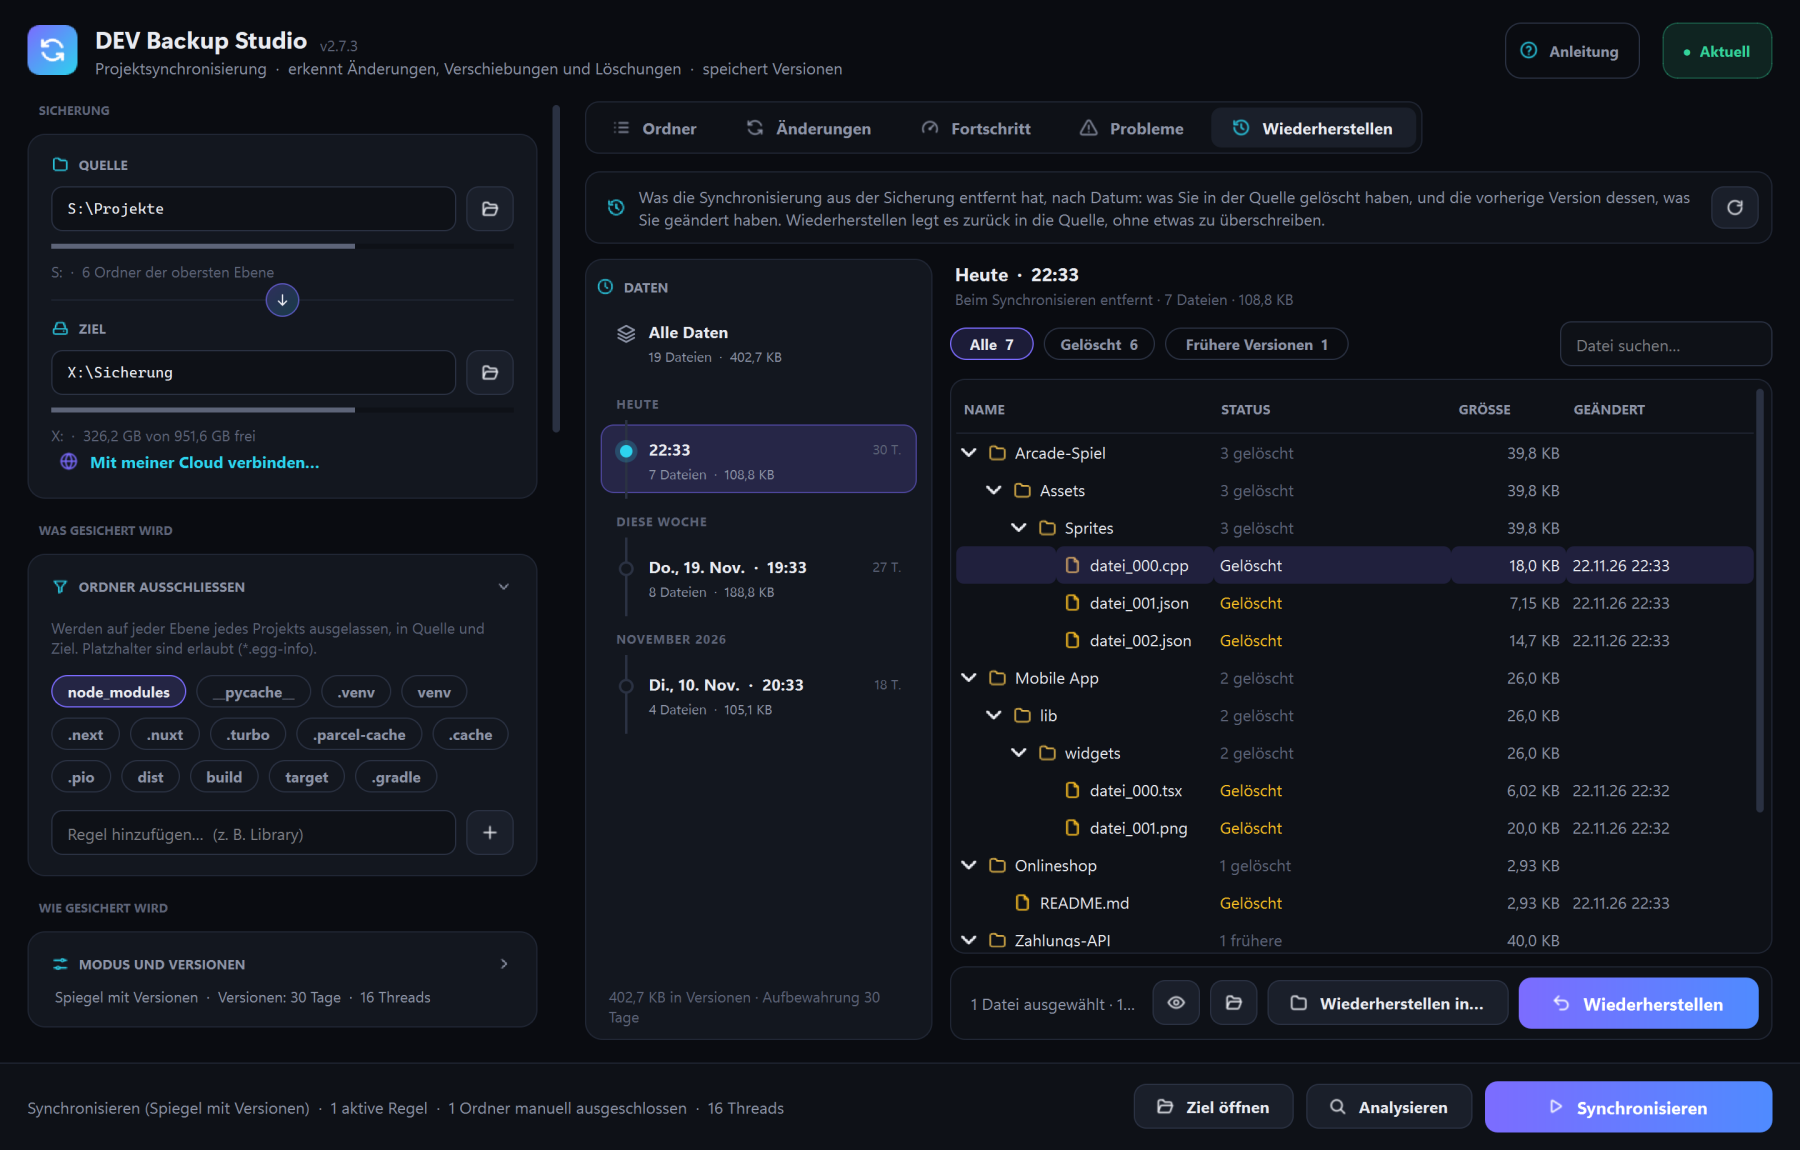 DEV Backup Studio v2.7.3
Projektsynchronisierung · erkennt Änderungen, Verschiebungen und Löschungen · speichert Versionen
Anleitung
• Aktuell
SICHERUNG
QUELLE
S:\Projekte
S: · 6 Ordner der obersten Ebene
ZIEL
X:\Sicherung
X: · 326,2 GB von 951,6 GB frei
Mit meiner Cloud verbinden...
WAS GESICHERT WIRD
ORDNER AUSSCHLIESSEN
Werden auf jeder Ebene jedes Projekts ausgelassen, in Quelle und
Ziel. Platzhalter sind erlaubt (*.egg-info).
node_modules __pycache__ .venv venv
.next .nuxt .turbo .parcel-cache .cache
.pio dist build target .gradle
Regel hinzufügen... (z. B. Library)
WIE GESICHERT WIRD
MODUS UND VERSIONEN
Spiegel mit Versionen · Versionen: 30 Tage · 16 Threads
Ordner Änderungen Fortschritt Probleme Wiederherstellen
Was die Synchronisierung aus der Sicherung entfernt hat, nach Datum: was Sie in der Quelle gelöscht haben, und die vorherige Version dessen, was
Sie geändert haben. Wiederherstellen legt es zurück in die Quelle, ohne etwas zu überschreiben.
DATEN
Alle Daten
19 Dateien · 402,7 KB
HEUTE
22:33 30 T.
7 Dateien · 108,8 KB
DIESE WOCHE
Do., 19. Nov. · 19:33 27 T.
8 Dateien · 188,8 KB
NOVEMBER 2026
Di., 10. Nov. · 20:33 18 T.
4 Dateien · 105,1 KB
402,7 KB in Versionen · Aufbewahrung 30
Tage
Heute · 22:33
Beim Synchronisieren entfernt · 7 Dateien · 108,8 KB
Alle 7 Gelöscht 6 Frühere Versionen 1
Datei suchen...
NAME STATUS GRÖSSE GEÄNDERT
Arcade-Spiel 3 gelöscht 39,8 KB
Assets 3 gelöscht 39,8 KB
Sprites 3 gelöscht 39,8 KB
datei_000.cpp Gelöscht 18,0 KB 22.11.26 22:33
datei_001.json Gelöscht 7,15 KB 22.11.26 22:33
datei_002.json Gelöscht 14,7 KB 22.11.26 22:33
Mobile App 2 gelöscht 26,0 KB
lib 2 gelöscht 26,0 KB
widgets 2 gelöscht 26,0 KB
datei_000.tsx Gelöscht 6,02 KB 22.11.26 22:32
datei_001.png Gelöscht 20,0 KB 22.11.26 22:32
Onlineshop 1 gelöscht 2,93 KB
README.md Gelöscht 2,93 KB 22.11.26 22:33
Zahlungs-API 1 frühere 40,0 KB
1 Datei ausgewählt · 1...
Wiederherstellen in...
Wiederherstellen
Synchronisieren (Spiegel mit Versionen) · 1 aktive Regel · 1 Ordner manuell ausgeschlossen · 16 Threads
Ziel öffnen
Analysieren
Synchronisieren